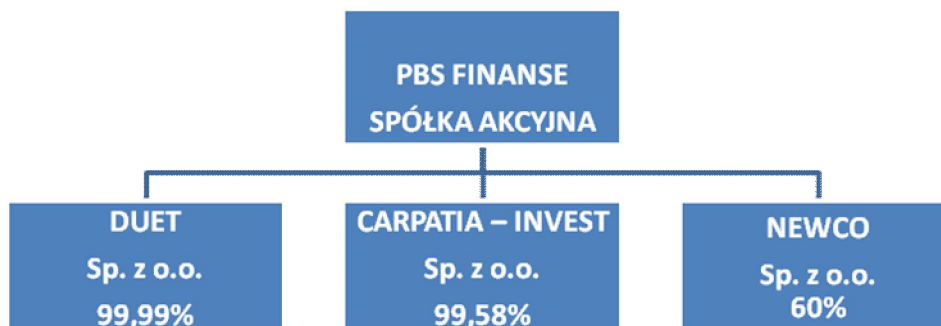 PBS FINANSE
SPÓŁKA AKCYJNA
DUET
Sp. z o.o.
99,99%
CARPATIA – INVEST
Sp. z o.o.
99,58%
NEWCO
Sp. z o.o.
60%